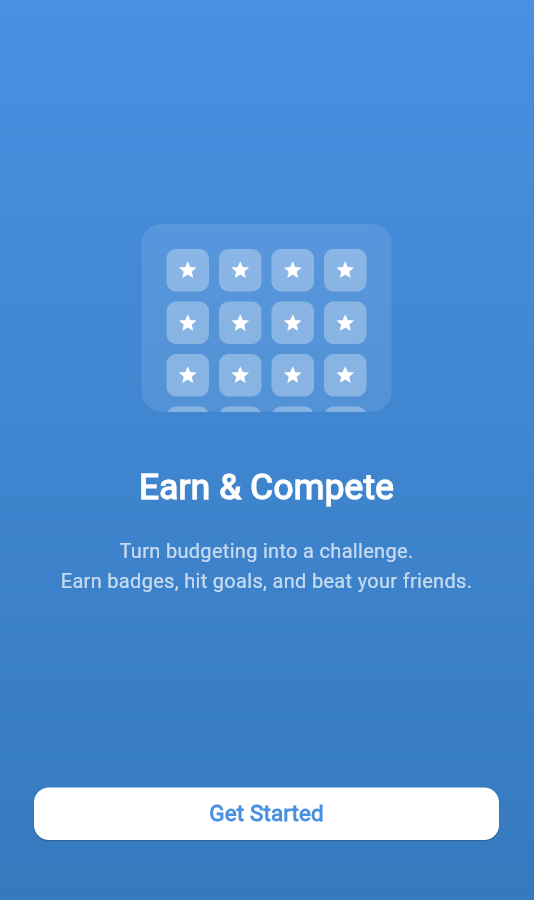 Earn & Compete
Turn budgeting into a challenge.
Earn badges, hit goals, and beat your friends.
Get Started